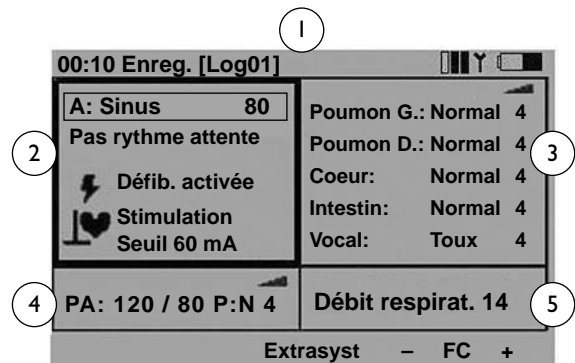 1
00:10 Enreg. [Log01]
A: Sinus 80
Pas rythme attente
Défib. activée
Stimulation
Seuil 60 mA
2
Poumon G.: Normal 4
Poumon D.: Normal 4
Coeur: Normal 4
Intestin: Normal 4
Vocal: Toux 4
3
4
PA: 120 / 80 P:N 4
Débit respirat. 14
5
Extrasyst – FC +